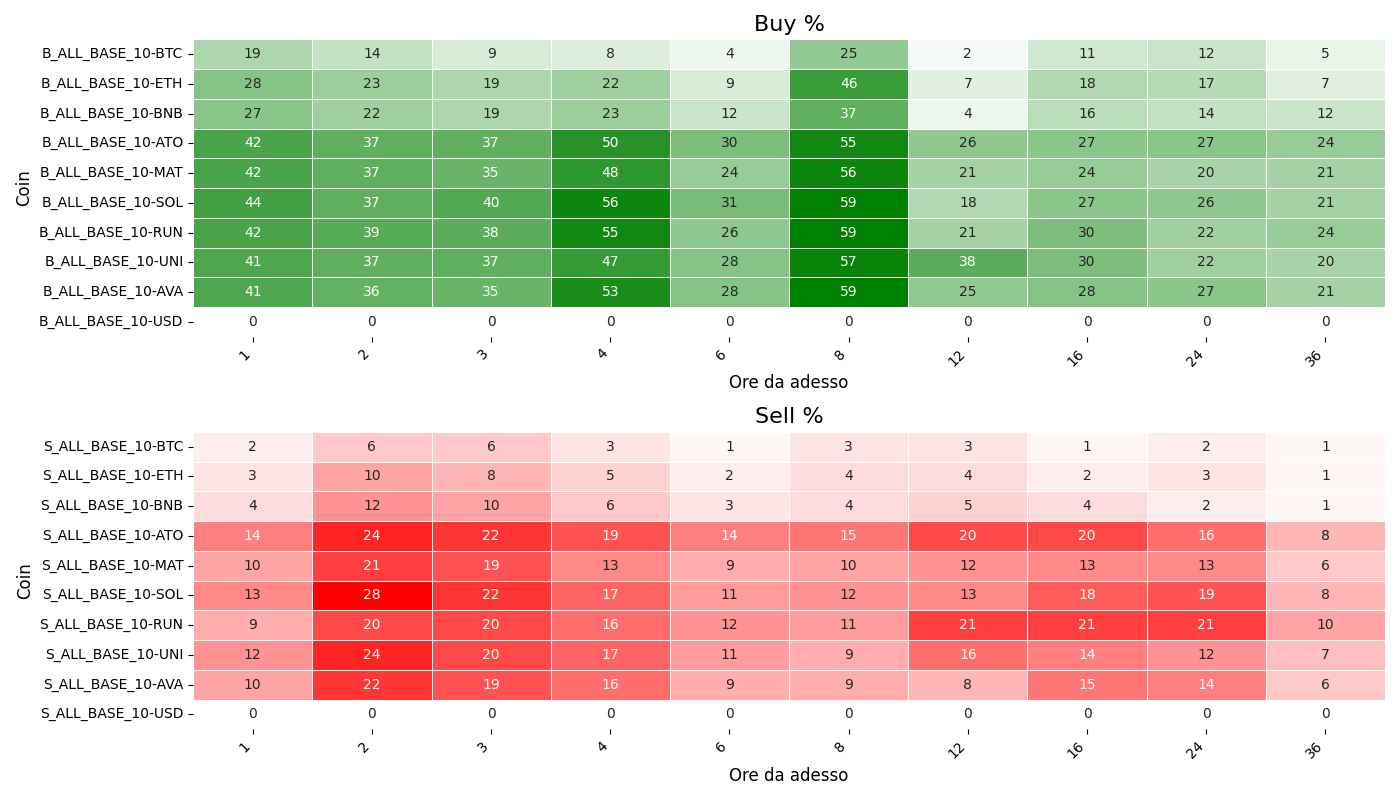 Buy %
Coin
B_ALL_BASE_10-BTC 19 14 9 8 4 25 2 11 12 5
B_ALL_BASE_10-ETH 28 23 19 22 9 46 7 18 17 7
B_ALL_BASE_10-BNB 27 22 19 23 12 37 4 16 14 12
B_ALL_BASE_10-ATO 42 37 37 50 30 55 26 27 27 24
B_ALL_BASE_10-MAT 42 37 35 48 24 56 21 24 20 21
B_ALL_BASE_10-SOL 44 37 40 56 31 59 18 27 26 21
B_ALL_BASE_10-RUN 42 39 38 55 26 59 21 30 22 24
B_ALL_BASE_10-UNI 41 37 37 47 28 57 38 30 22 20
B_ALL_BASE_10-AVA 41 36 35 53 28 59 25 28 27 21
B_ALL_BASE_10-USD 0 0 0 0 0 0 0 0 0 0
1 2 3 4 6 8 12 16 24 36
Ore da adesso
Sell %
Coin
S_ALL_BASE_10-BTC 2 6 6 3 1 3 3 1 2 1
S_ALL_BASE_10-ETH 3 10 8 5 2 4 4 2 3 1
S_ALL_BASE_10-BNB 4 12 10 6 3 4 5 4 2 1
S_ALL_BASE_10-ATO 14 24 22 19 14 15 20 20 16 8
S_ALL_BASE_10-MAT 10 21 19 13 9 10 12 13 13 6
S_ALL_BASE_10-SOL 13 28 22 17 11 12 13 18 19 8
S_ALL_BASE_10-RUN 9 20 20 16 12 11 21 21 21 10
S_ALL_BASE_10-UNI 12 24 20 17 11 9 16 14 12 7
S_ALL_BASE_10-AVA 10 22 19 16 9 9 8 15 14 6
S_ALL_BASE_10-USD 0 0 0 0 0 0 0 0 0 0
1 2 3 4 6 8 12 16 24 36
Ore da adesso